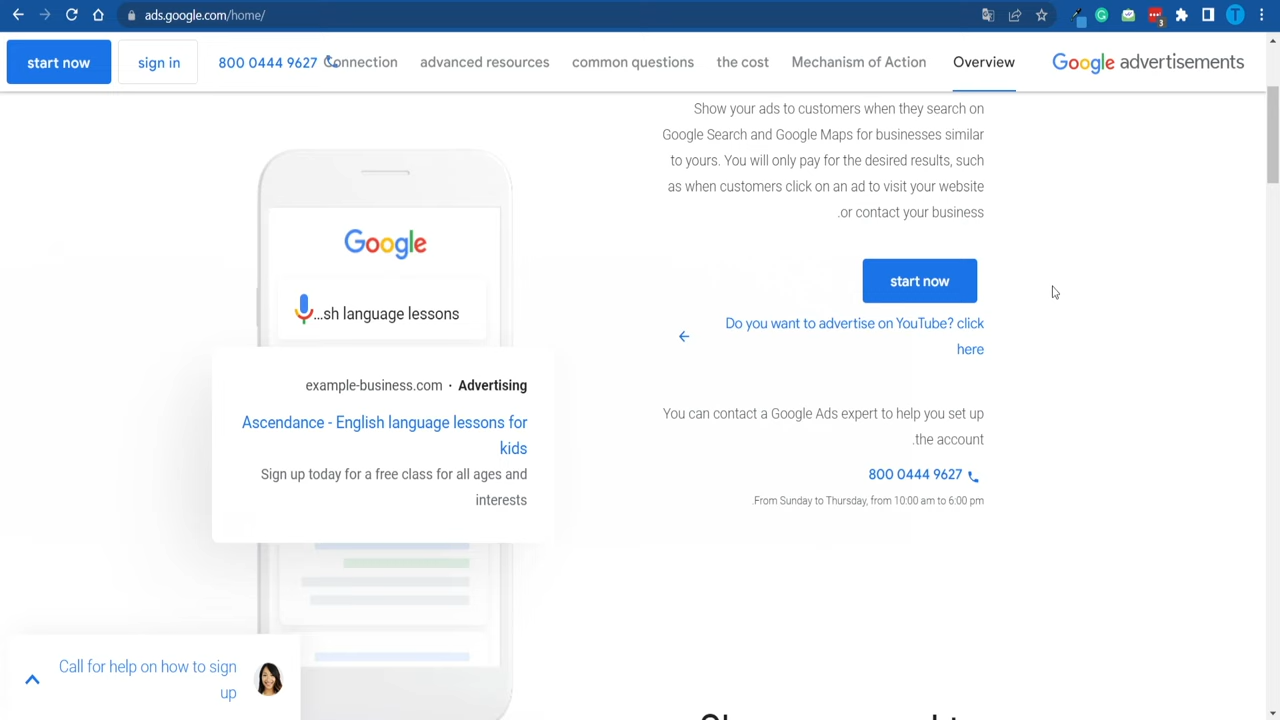 ads.google.com/home/
start now
sign in
800 0444 9627
Connection
advanced resources
common questions
the cost
Mechanism of Action
Overview
Google advertisements
Show your ads to customers when they search on
Google Search and Google Maps for businesses similar
to yours. You will only pay for the desired results, such
as when customers click on an ad to visit your website
.or contact your business
start now
Do you want to advertise on YouTube? click
here
You can contact a Google Ads expert to help you set up
.the account
800 0444 9627
.From Sunday to Thursday, from 10:00 am to 6:00 pm
Google
...sh language lessons
example-business.com · Advertising
Ascendance - English language lessons for
kids
Sign up today for a free class for all ages and
interests
Call for help on how to sign
up
T
3